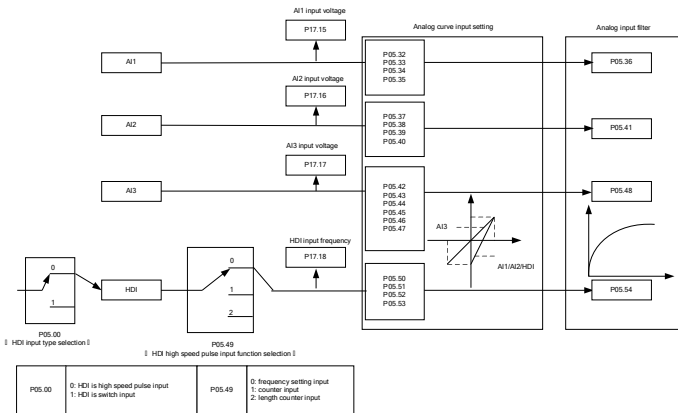 AI1 input voltage
Analog curve input setting
Analog input filter
P17.15
AI1
P05.32
P05.33
P05.34
P05.35
P05.36
AI2 input voltage
P17.16
AI2
P05.37
P05.38
P05.39
P05.40
P05.41
AI3 input voltage
P17.17
AI3
P05.42
P05.43
P05.44
P05.45
P05.46
P05.47
P05.48
AI3
AI1/AI2/HDI
HDI input frequency
P17.18
0
1
HDI
0
1
2
P05.50
P05.51
P05.52
P05.53
P05.54
P05.00
HDI input type selection
P05.49
HDI high speed pulse input function selection
P05.00
0: HDI is high speed pulse input
1: HDI is switch input
P05.49
0: frequency setting input
1: counter input
2: length counter input